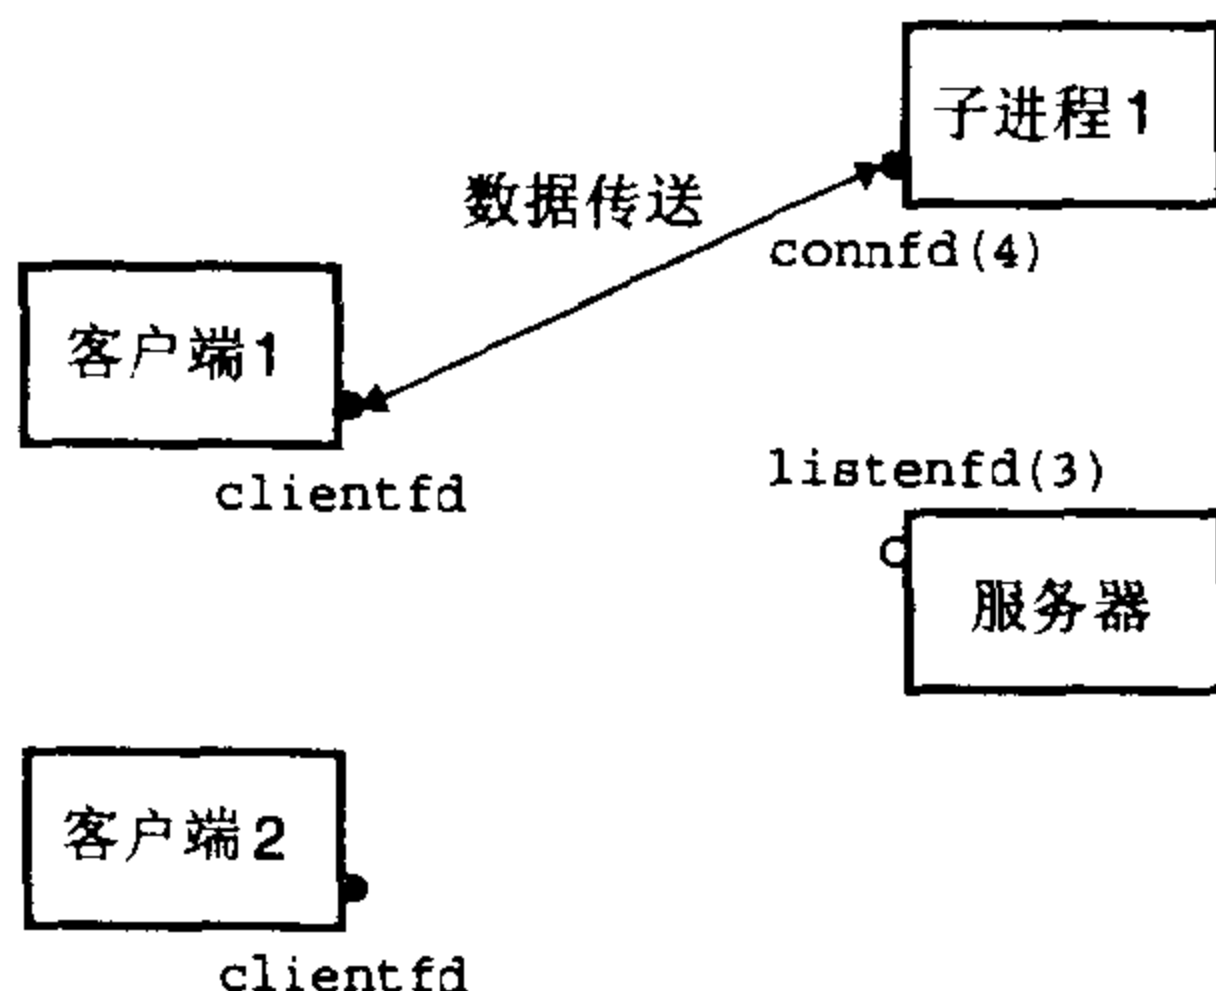 子进程1
数据传送
connfd(4)
客户端1
clientfd
listenfd(3)
服务器
客户端2
clientfd